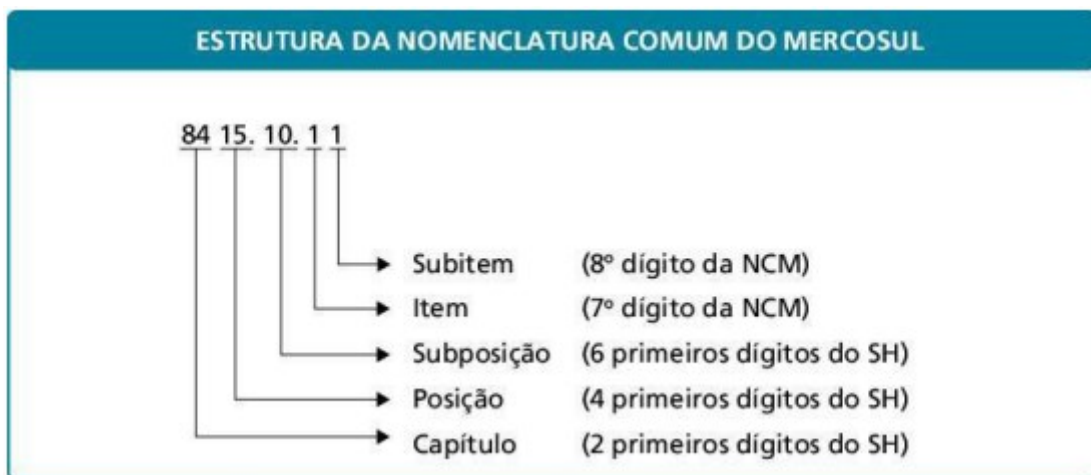 ESTRUTURA DA NOMENCLATURA COMUM DO MERCOSUL
84 15. 10. 1 1
Subitem (8º dígito da NCM)
Item (7º dígito da NCM)
Subposição (6 primeiros dígitos do SH)
Posição (4 primeiros dígitos do SH)
Capítulo (2 primeiros dígitos do SH)